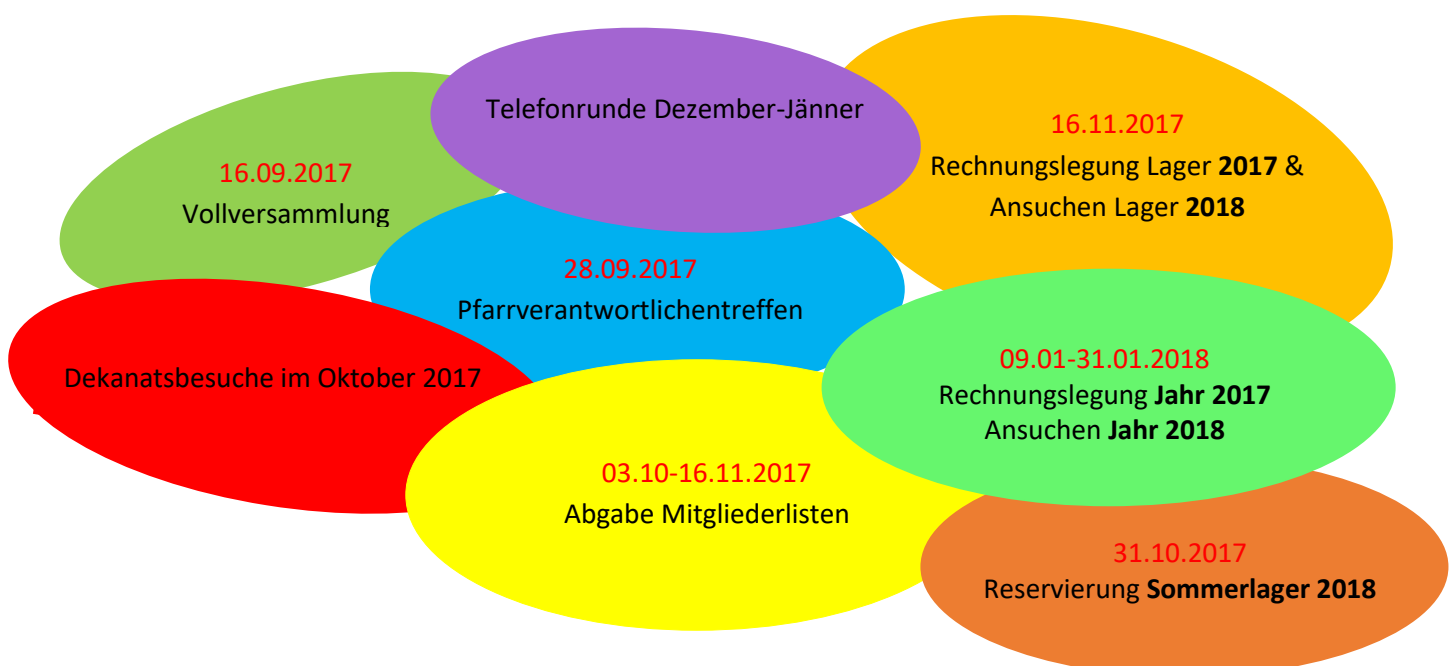 Telefonrunde Dezember-Jänner
16.11.2017
Rechnungslegung Lager 2017 &
Ansuchen Lager 2018
16.09.2017
Vollversammlung
28.09.2017
Pfarrverantwortlichentreffen
Dekanatsbesuche im Oktober 2017
09.01-31.01.2018
Rechnungslegung Jahr 2017
Ansuchen Jahr 2018
03.10-16.11.2017
Abgabe Mitgliederlisten
31.10.2017
Reservierung Sommerlager 2018